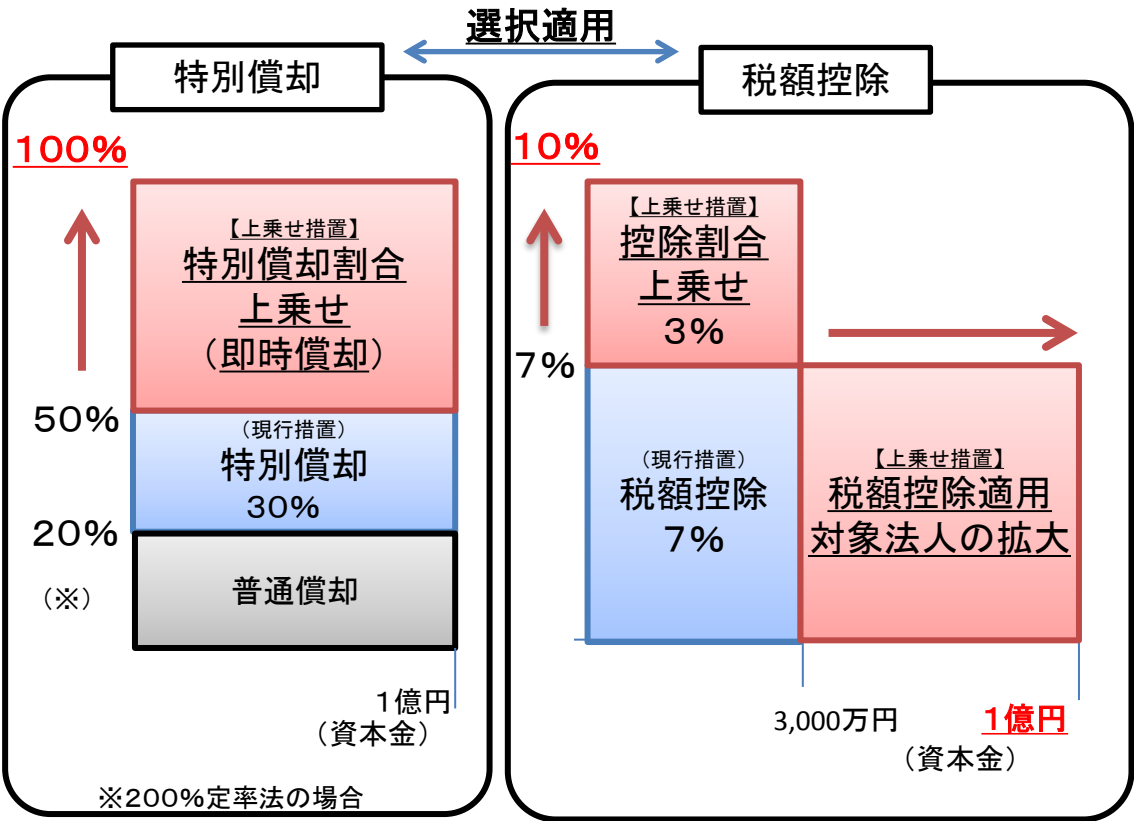 選択適用
特別償却
100%
【上乗せ措置】
特別償却割合
上乗せ
（即時償却）
50%
（現行措置）
特別償却
30%
20%
（※）
普通償却
1億円
（資本金）
※200%定率法の場合
税額控除
10%
【上乗せ措置】
控除割合
上乗せ
3%
7%
（現行措置）
税額控除
7%
【上乗せ措置】
税額控除適用
対象法人の拡大
3,000万円
1億円
（資本金）